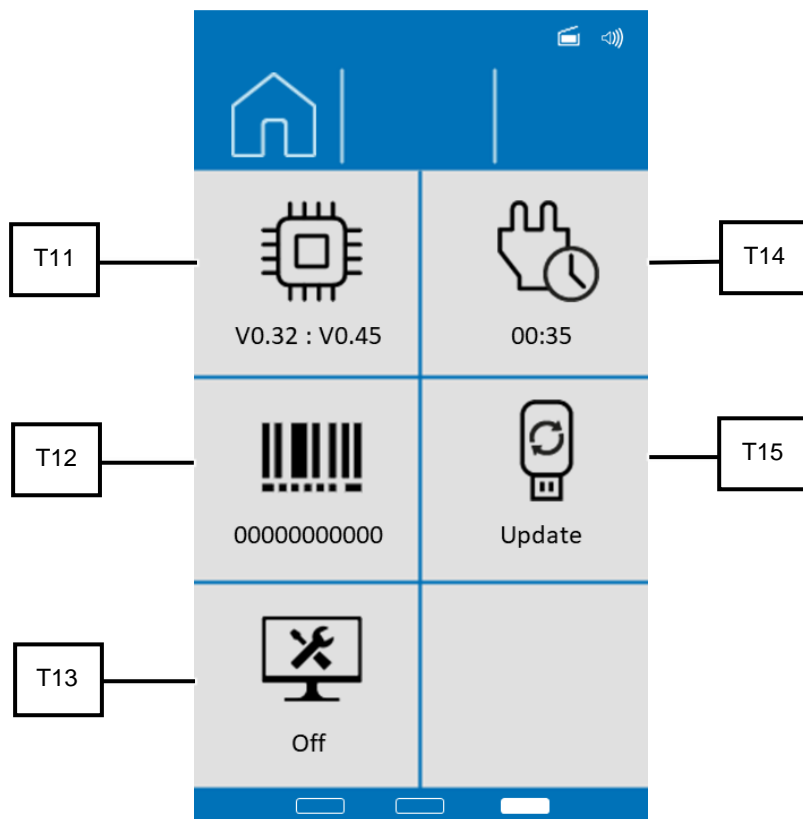 T11
V0.32 : V0.45
T14
00:35
T12
00000000000
T15
Update
T13
Off